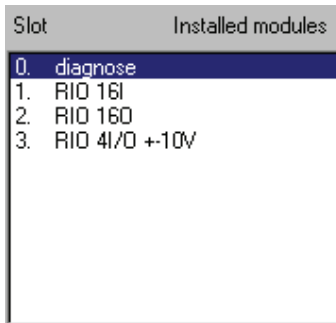 Slot Installed modules
0. diagnose
1. RIO 16I
2. RIO 16O
3. RIO 4I/O +-10V